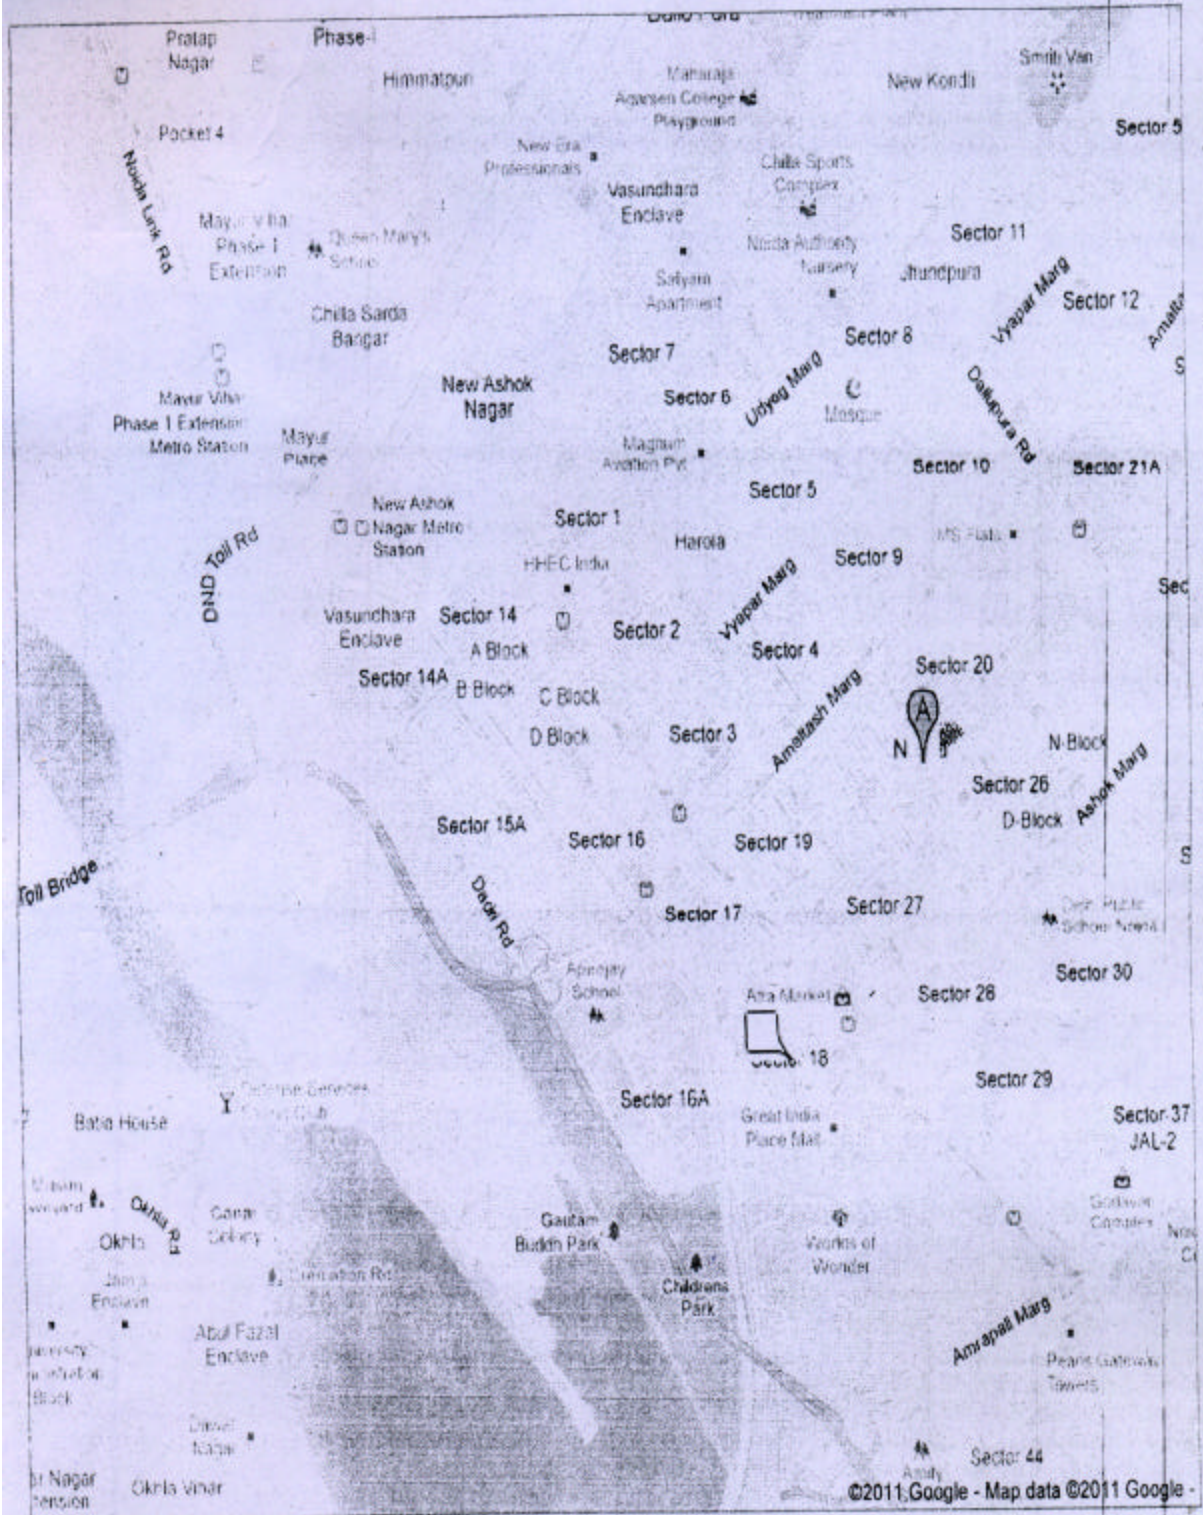 Pratap
Nagar
Phase-I
Himmatpuri
Maharaja
Agarsen College
Playground
New Kondli
Smriti Van
Pocket 4
Sector 5
New Era
Professionals
Chilla Sports
Complex
Noida Link Rd
Vasundhara
Enclave
Phase 1
Extension
Queen Mary's
School
Sector 11
Noida Authority
Nursery
Jhundpura
Satyam
Apartment
Vyapar Marg
Sector 12
Chilla Sarda
Bangar
Sector 7
Sector 8
New Ashok
Nagar
Sector 6
Udyog Marg
Mosque
Dallupura Rd
Mayur Vihar
Phase 1 Extension
Metro Station
Mayur
Place
Magnum
Aviation Pvt
Sector 10
Sector 21A
Sector 5
New Ashok
Nagar Metro
Station
Sector 1
Harola
DND Toll Rd
HHEC India
Sector 9
Sec
Vasundhara
Enclave
Sector 14
A Block
Sector 2
Vyapar Marg
Sector 4
Sector 20
Sector 14A
B Block
C Block
D Block
Sector 3
Amaltash Marg
A
N
N-Block
Sector 26
D-Block
Ashok Marg
Sector 15A
Sector 16
Sector 19
Toll Bridge
Dadri Rd
Sector 17
Sector 27
Sector 30
Apeejay
School
Atta Market
Sector 28
18
Sector 29
Batla House
Sector 16A
Great India
Place Mall
Sector-37
JAL-2
Okhla Rd
Okhla
Colony
Gautam
Buddh Park
Worlds of
Wonder
Complex
Enclave
Childrens
Park
Abul Fazal
Enclave
Amrapali Marg
Block
Pearls Gateway
Towers
Nagar
Sector 44
Nagar
Okhla Vihar
©2011 Google - Map data ©2011 Google -